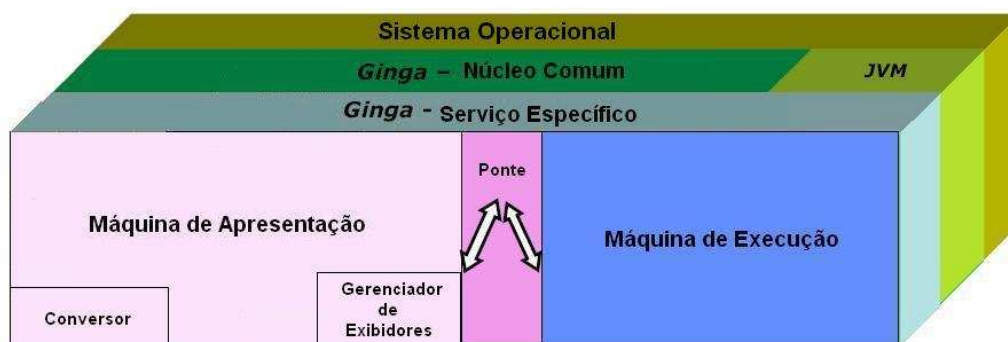 Sistema Operacional
Ginga – Núcleo Comum
JVM
Ginga - Serviço Específico
Ponte
Máquina de Apresentação
Máquina de Execução
Gerenciador
de
Exibidores
Conversor